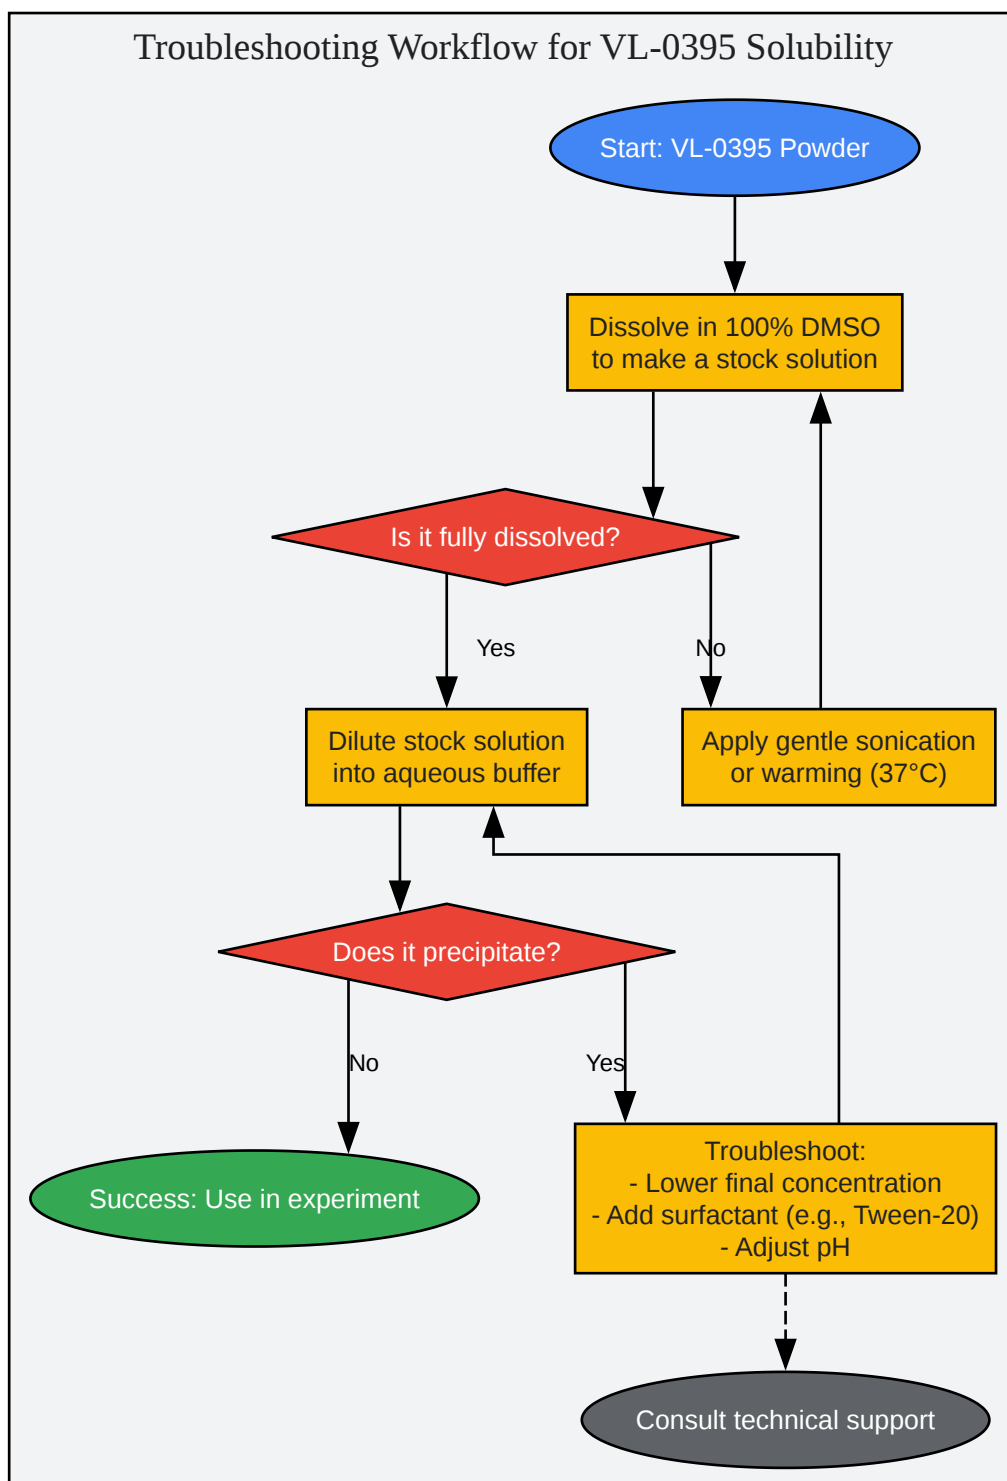 Troubleshooting Workflow for VL-0395 Solubility
Start: VL-0395 Powder
Dissolve in 100% DMSO
to make a stock solution
Is it fully dissolved?
Yes
No
Dilute stock solution
into aqueous buffer
Apply gentle sonication
or warming (37°C)
Does it precipitate?
No
Yes
Success: Use in experiment
Troubleshoot:
- Lower final concentration
- Add surfactant (e.g., Tween-20)
- Adjust pH
Consult technical support